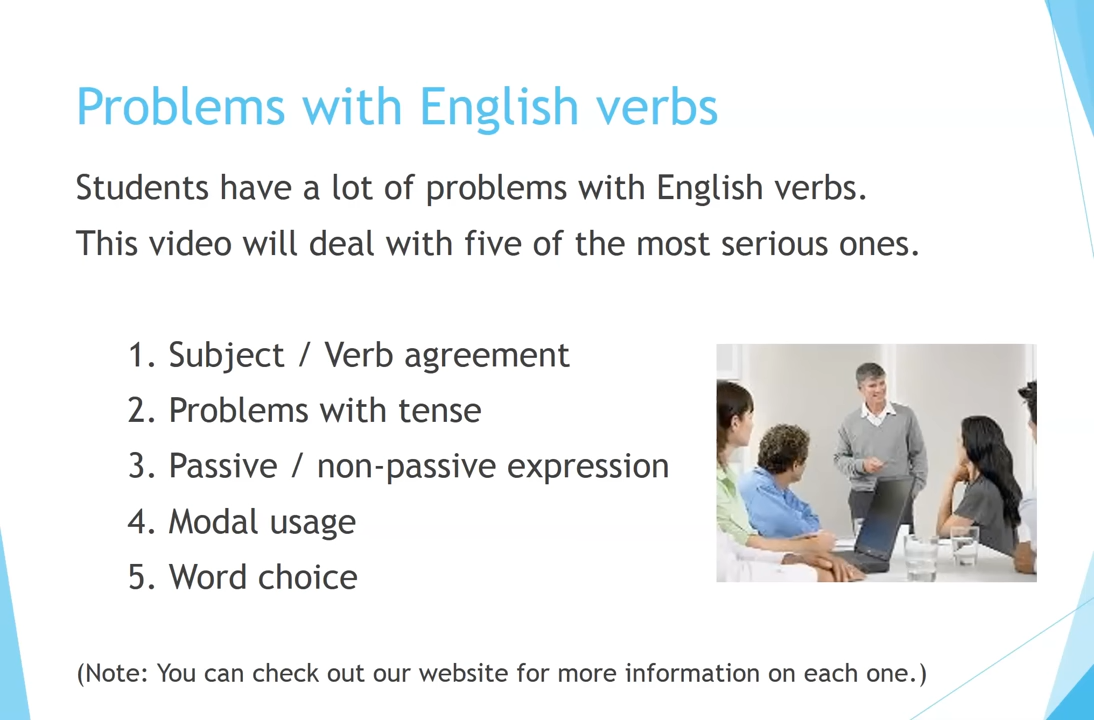 Problems with English verbs
Students have a lot of problems with English verbs.
This video will deal with five of the most serious ones.
1. Subject / Verb agreement
2. Problems with tense
3. Passive / non-passive expression
4. Modal usage
5. Word choice
(Note: You can check out our website for more information on each one.)